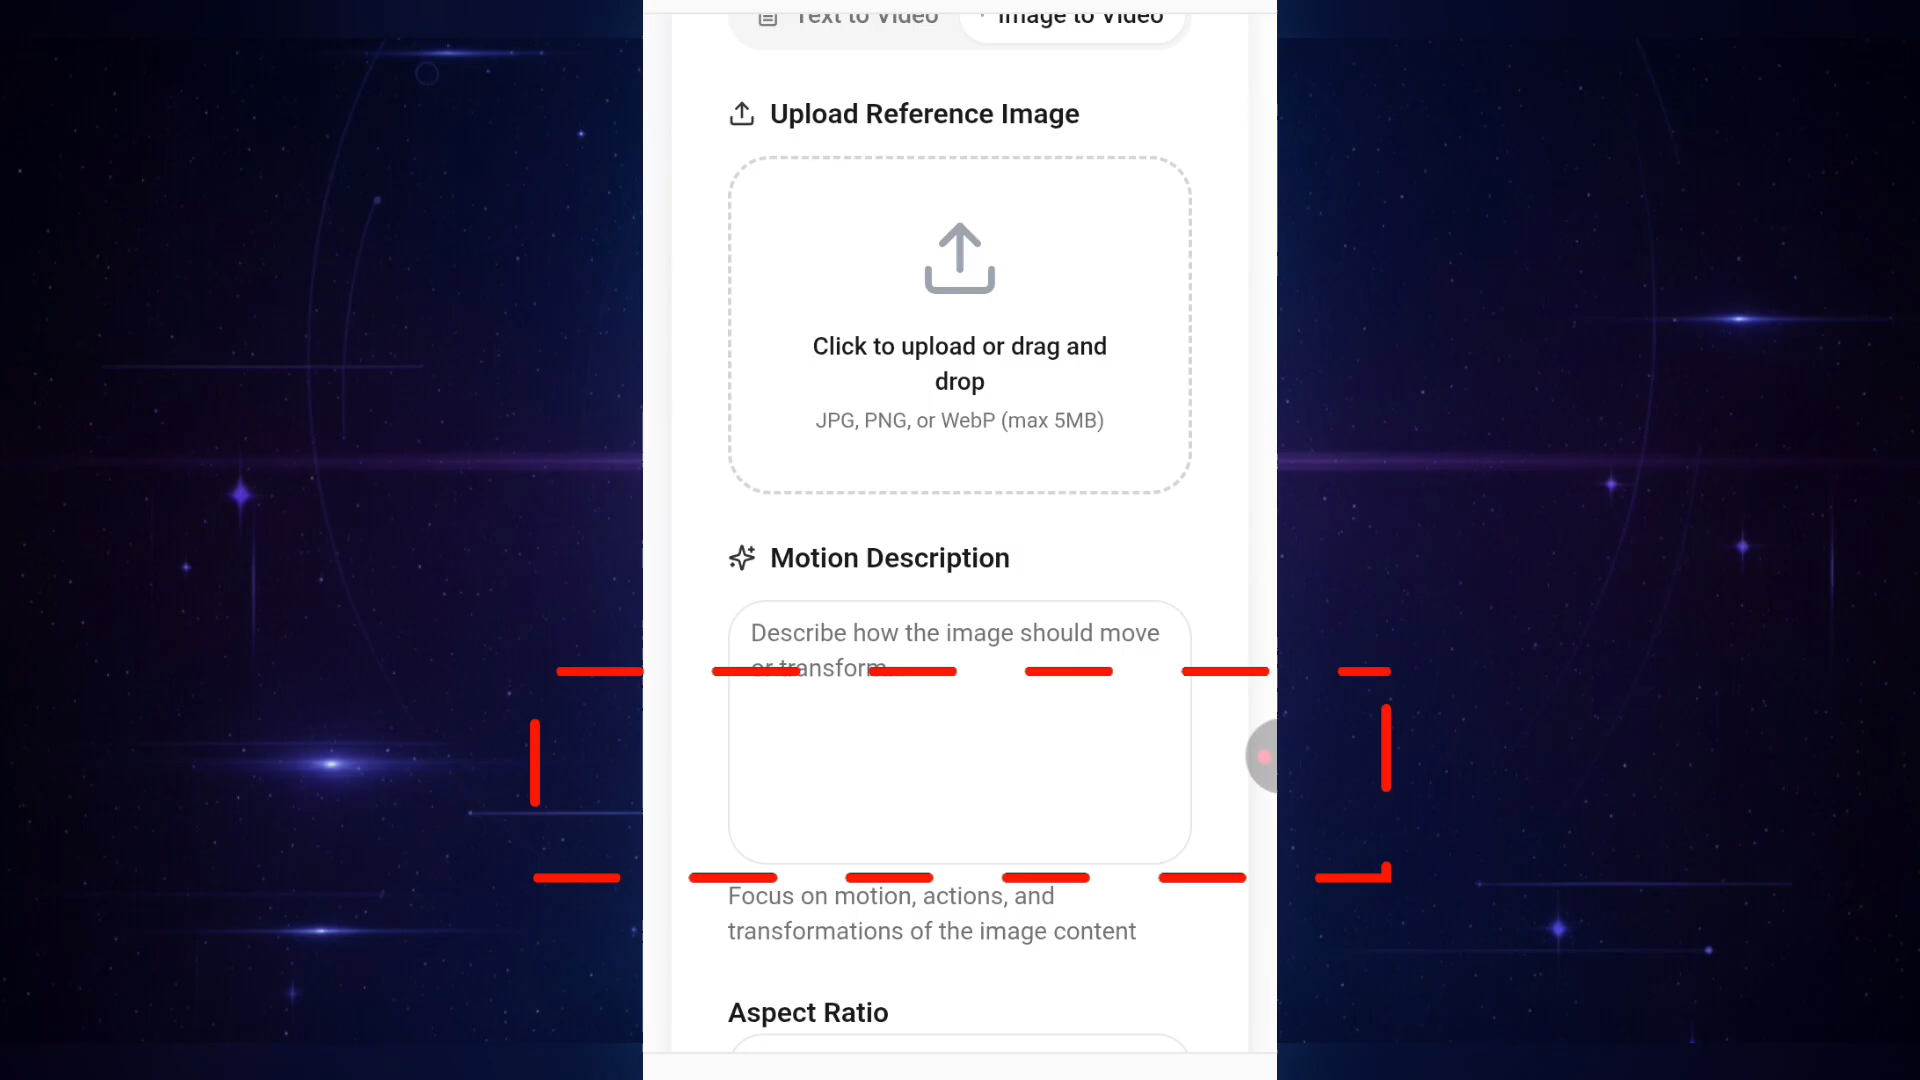 Text to Video
Image to Video
Upload Reference Image
Click to upload or drag and
drop
JPG, PNG, or WebP (max 5MB)
Motion Description
Describe how the image should move
or transform...
Focus on motion, actions, and
transformations of the image content
Aspect Ratio